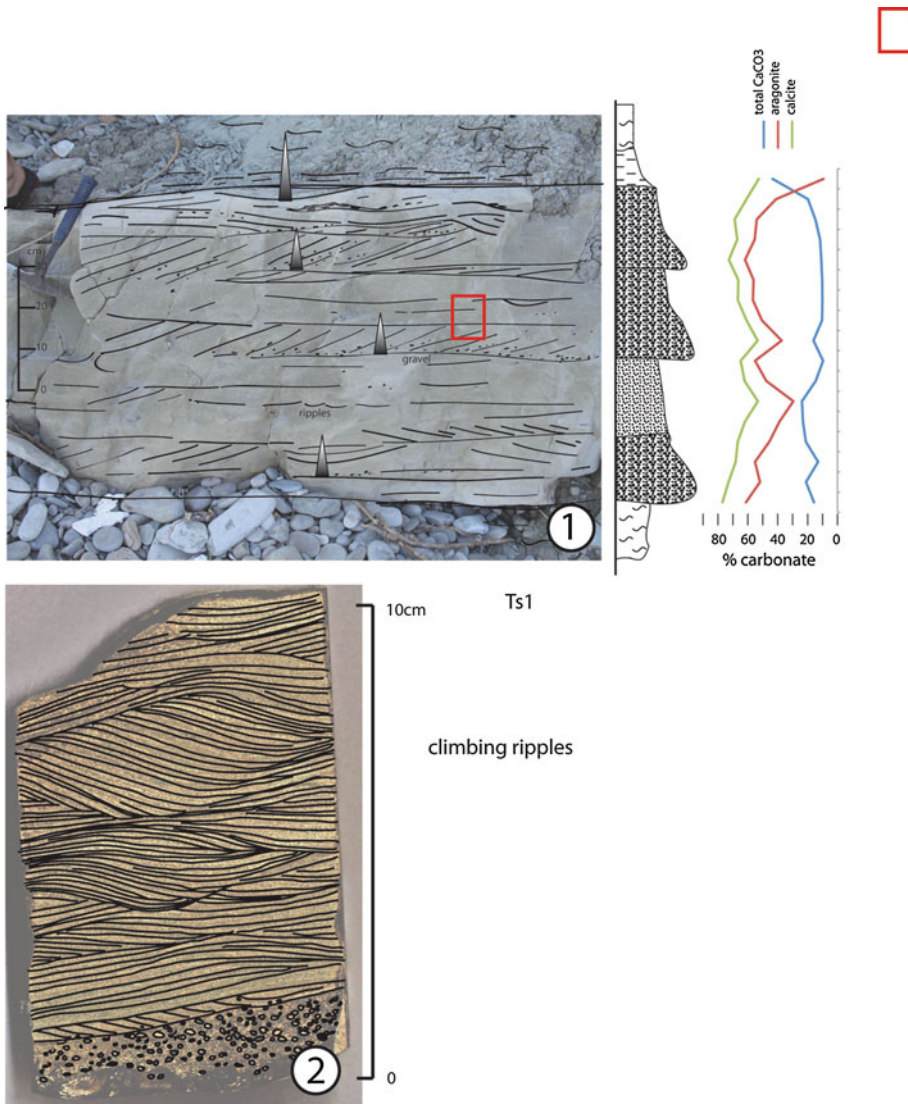 total CaCO3
aragonite
calcite
cm
20
10
0
gravel
ripples
1
80 60 40 20 0
% carbonate
Ts1
10cm
climbing ripples
2
0